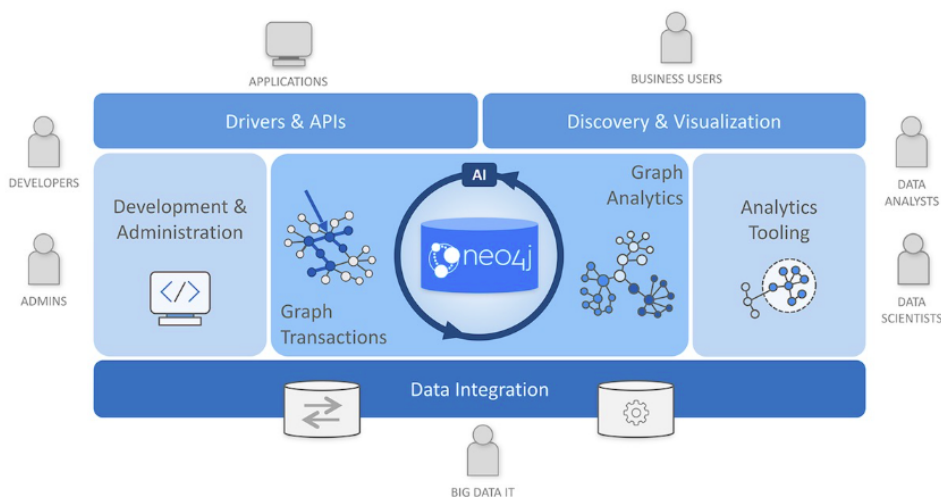 APPLICATIONS
BUSINESS USERS
Drivers & APIs
Discovery & Visualization
DEVELOPERS
ADMINS
Development &
Administration
</>
Graph
Transactions
AI
neo4j
Graph
Analytics
Analytics
Tooling
DATA
ANALYSTS
DATA
SCIENTISTS
Data Integration
BIG DATA IT